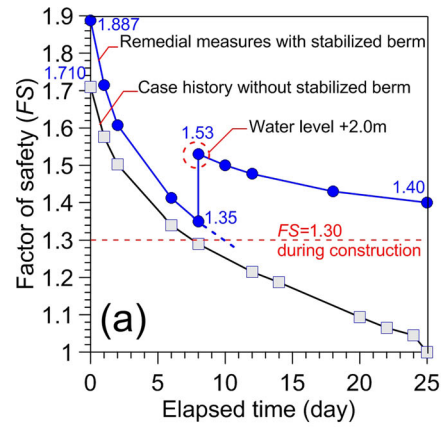 1.9
1.887
Remedial measures with stabilized berm
1.8
1.710
Case history without stabilized berm
1.7
1.6
1.53
Water level +2.0m
1.5
1.40
1.4
1.35
FS=1.30
1.3
during construction
1.2
(a)
1.1
1
Factor of safety (FS)
0 5 10 15 20 25
Elapsed time (day)